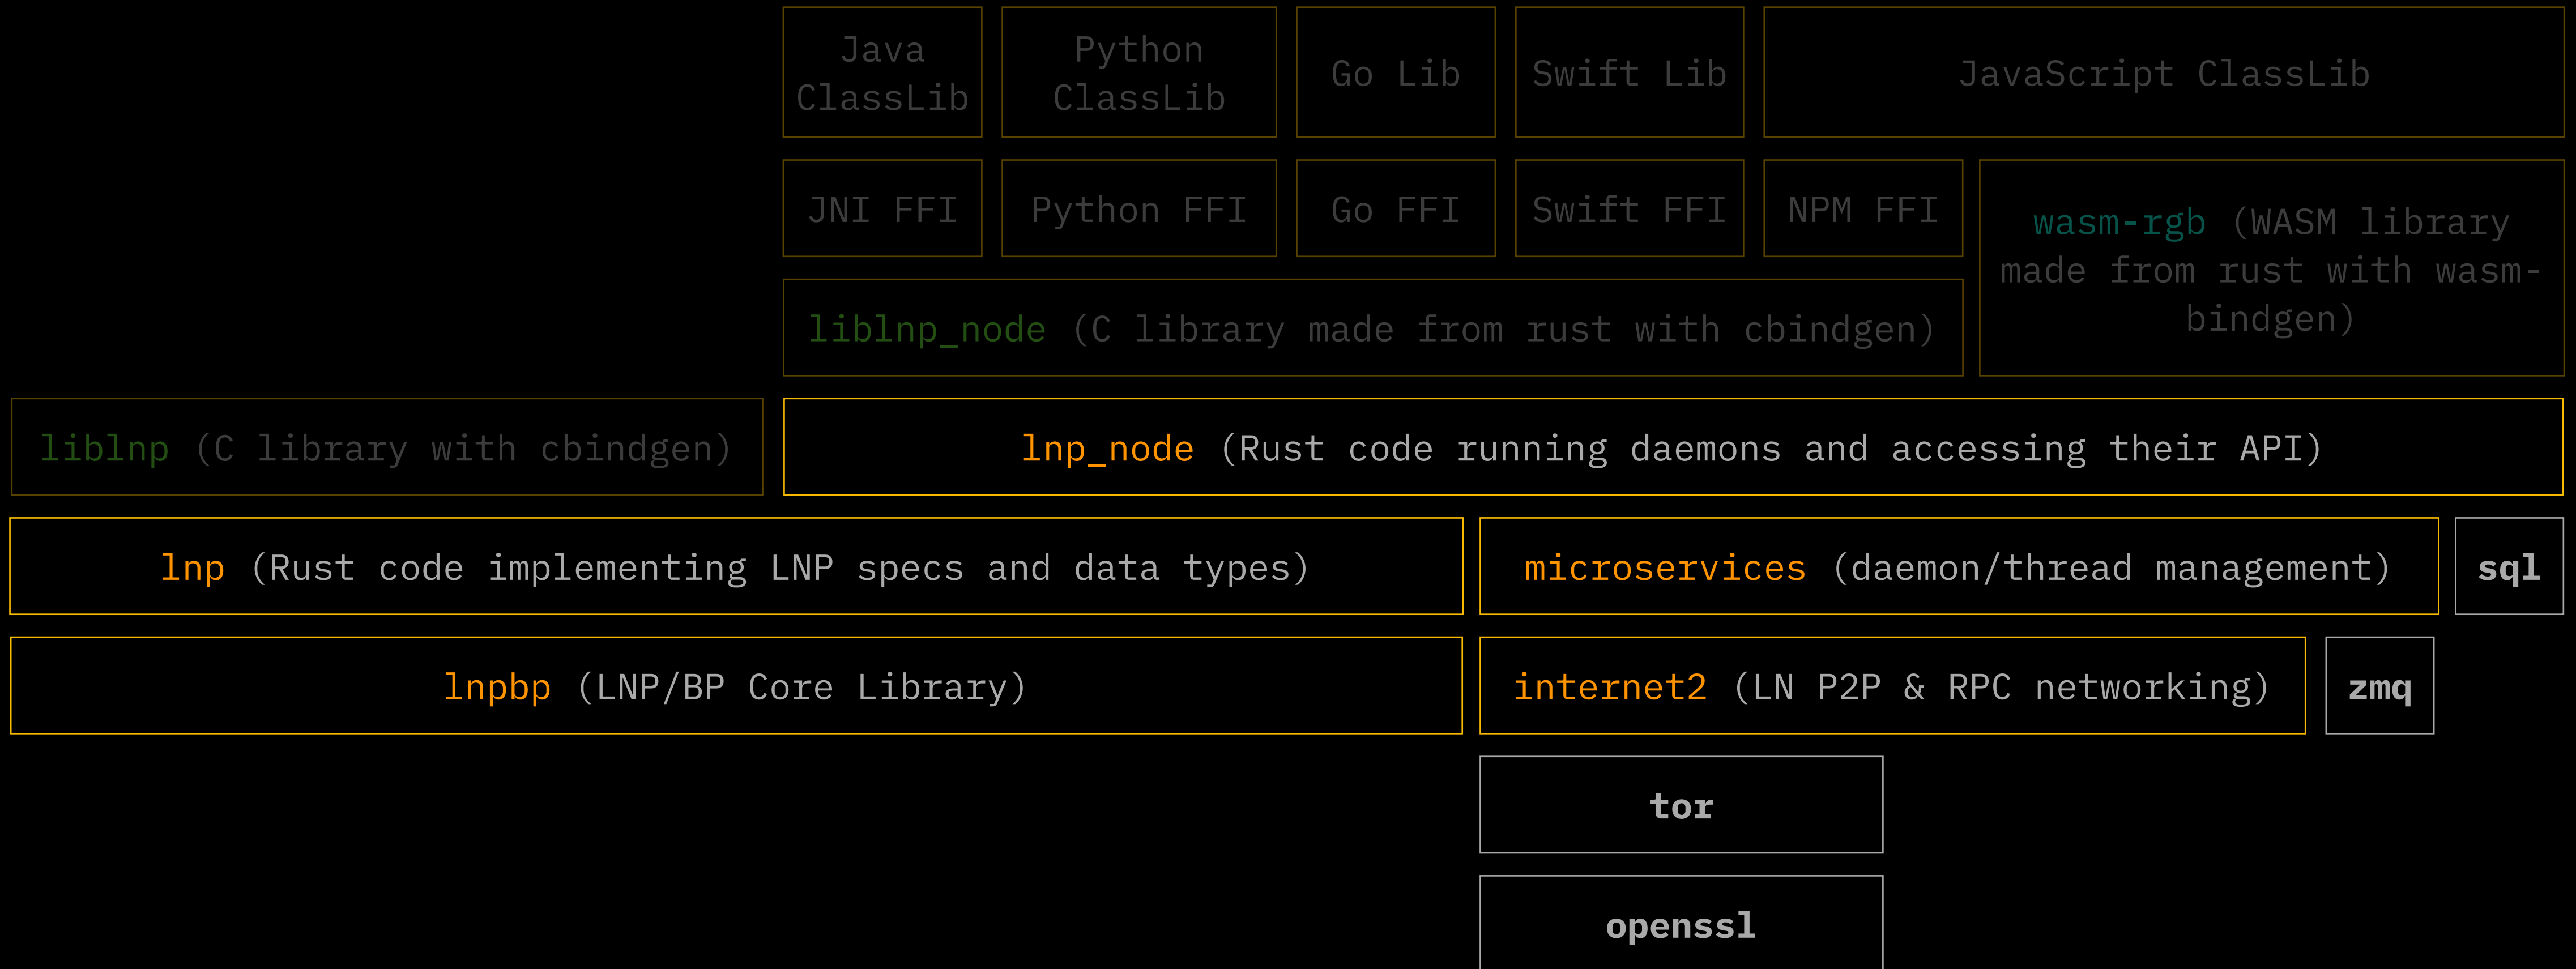 Java
ClassLib
Python
ClassLib
Go Lib
Swift Lib
JavaScript ClassLib
JNI FFI
Python FFI
Go FFI
Swift FFI
NPM FFI
wasm-rgb (WASM library
made from rust with wasm-
bindgen)
liblnp_node (C library made from rust with cbindgen)
liblnp (C library with cbindgen)
lnp_node (Rust code running daemons and accessing their API)
lnp (Rust code implementing LNP specs and data types)
microservices (daemon/thread management)
sql
lnpbp (LNP/BP Core Library)
internet2 (LN P2P & RPC networking)
zmq
tor
openssl